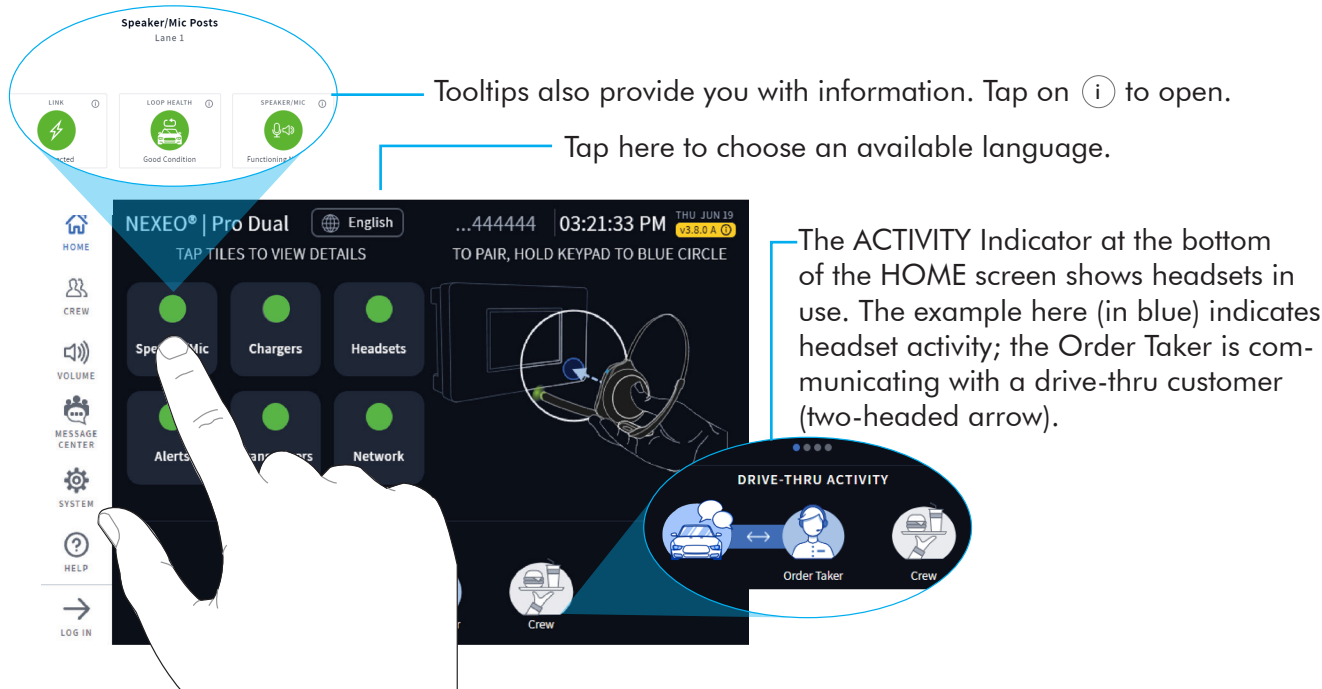 Speaker/Mic Posts
Lane 1
LINK
LOOP HEALTH
SPEAKER/MIC
Good Condition
Functioning
Tooltips also provide you with information. Tap on i to open.
Tap here to choose an available language.
HOME
CREW
VOLUME
MESSAGE
CENTER
SYSTEM
HELP
LOG IN
NEXEO® | Pro Dual
English
...444444
03:21:33 PM
THU JUN 19
v3.8.0 A
TAP TILES TO VIEW DETAILS
TO PAIR, HOLD KEYPAD TO BLUE CIRCLE
Chargers
Headsets
Alerts
Network
Crew
The ACTIVITY Indicator at the bottom
of the HOME screen shows headsets in
use. The example here (in blue) indicates
headset activity; the Order Taker is com-
municating with a drive-thru customer
(two-headed arrow).
DRIVE-THRU ACTIVITY
Order Taker
Crew